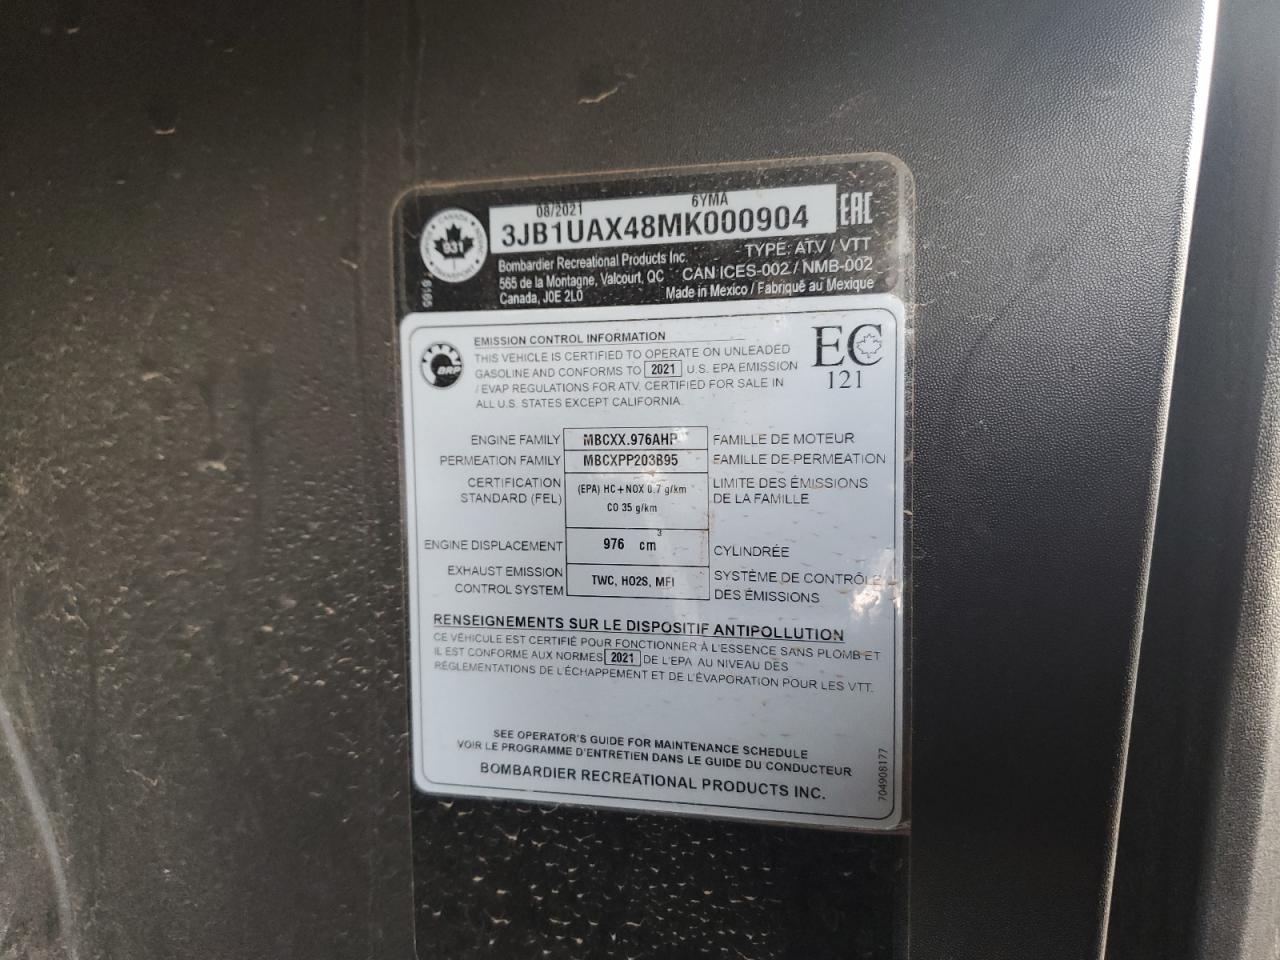 08/2021 6YMA
3JB1UAX48MK000904
EAC
CANADA
931
TRANSPORT
TYPE: ATV / VTT
Bombardier Recreational Products Inc.
CAN ICES-002 / NMB-002
565 de la Montagne, Valcourt, QC
Made in Mexico / Fabriqué au Mexique
Canada, J0E 2L0
EMISSION CONTROL INFORMATION
THIS VEHICLE IS CERTIFIED TO OPERATE ON UNLEADED
GASOLINE AND CONFORMS TO 2021 U.S. EPA EMISSION
/ EVAP REGULATIONS FOR ATV. CERTIFIED FOR SALE IN
ALL U.S. STATES EXCEPT CALIFORNIA.
BRP
EC
121
ENGINE FAMILY MBCXX.976AHP FAMILLE DE MOTEUR
PERMEATION FAMILY MBCXPP203B95 FAMILLE DE PERMEATION
CERTIFICATION (EPA) HC+NOX 0.7 g/km LIMITE DES ÉMISSIONS
STANDARD (FEL) CO 35 g/km DE LA FAMILLE
ENGINE DISPLACEMENT 976 cm³ CYLINDRÉE
EXHAUST EMISSION TWC, HO2S, MFI SYSTÈME DE CONTRÔLE
CONTROL SYSTEM DES ÉMISSIONS
RENSEIGNEMENTS SUR LE DISPOSITIF ANTIPOLLUTION
CE VÉHICULE EST CERTIFIÉ POUR FONCTIONNER À L'ESSENCE SANS PLOMB ET
IL EST CONFORME AUX NORMES 2021 DE L'EPA AU NIVEAU DES
RÉGLEMENTATIONS DE L'ÉCHAPPEMENT ET DE L'ÉVAPORATION POUR LES VTT.
SEE OPERATOR'S GUIDE FOR MAINTENANCE SCHEDULE
VOIR LE PROGRAMME D'ENTRETIEN DANS LE GUIDE DU CONDUCTEUR
BOMBARDIER RECREATIONAL PRODUCTS INC.
704908177